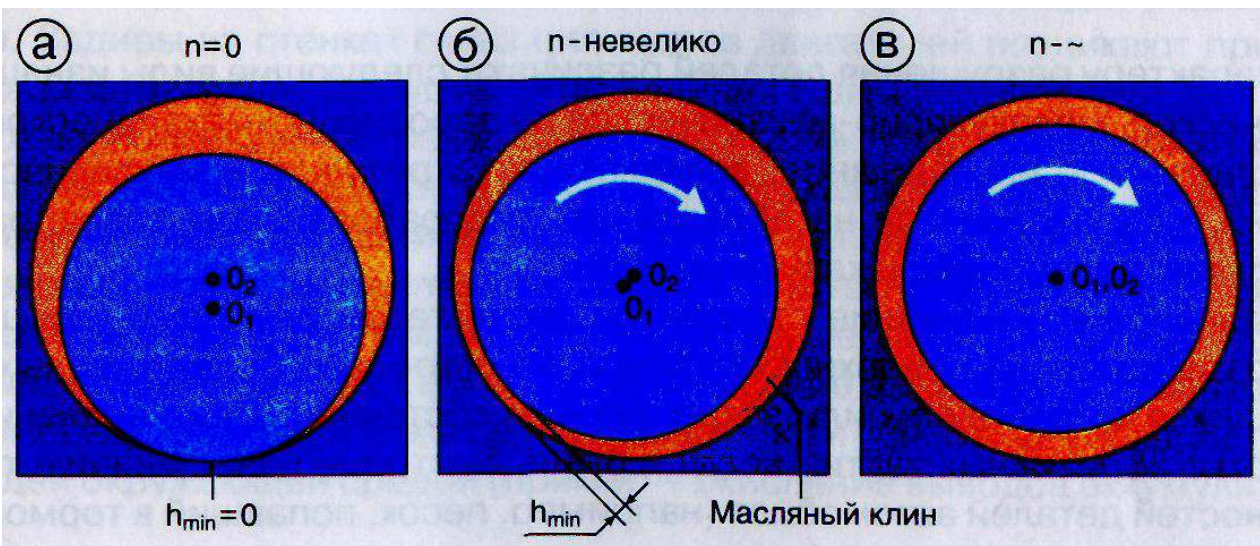 а n=0
б n-невелико
в n-~
O₂
O₁
O₂
O₁
O₁,O₂
hmin=0
hmin
Масляный клин